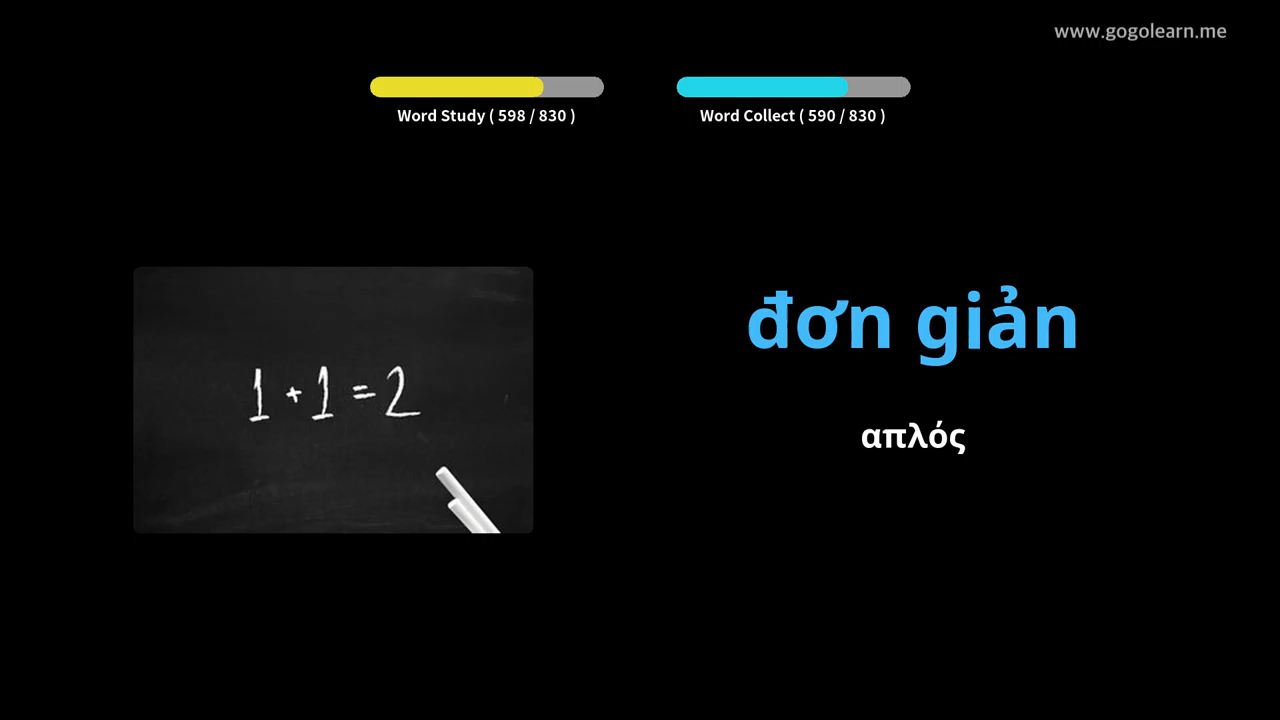 www.gogolearn.me
Word Study ( 598 / 830 )
Word Collect ( 590 / 830 )
1 + 1 = 2
đơn giản
απλός